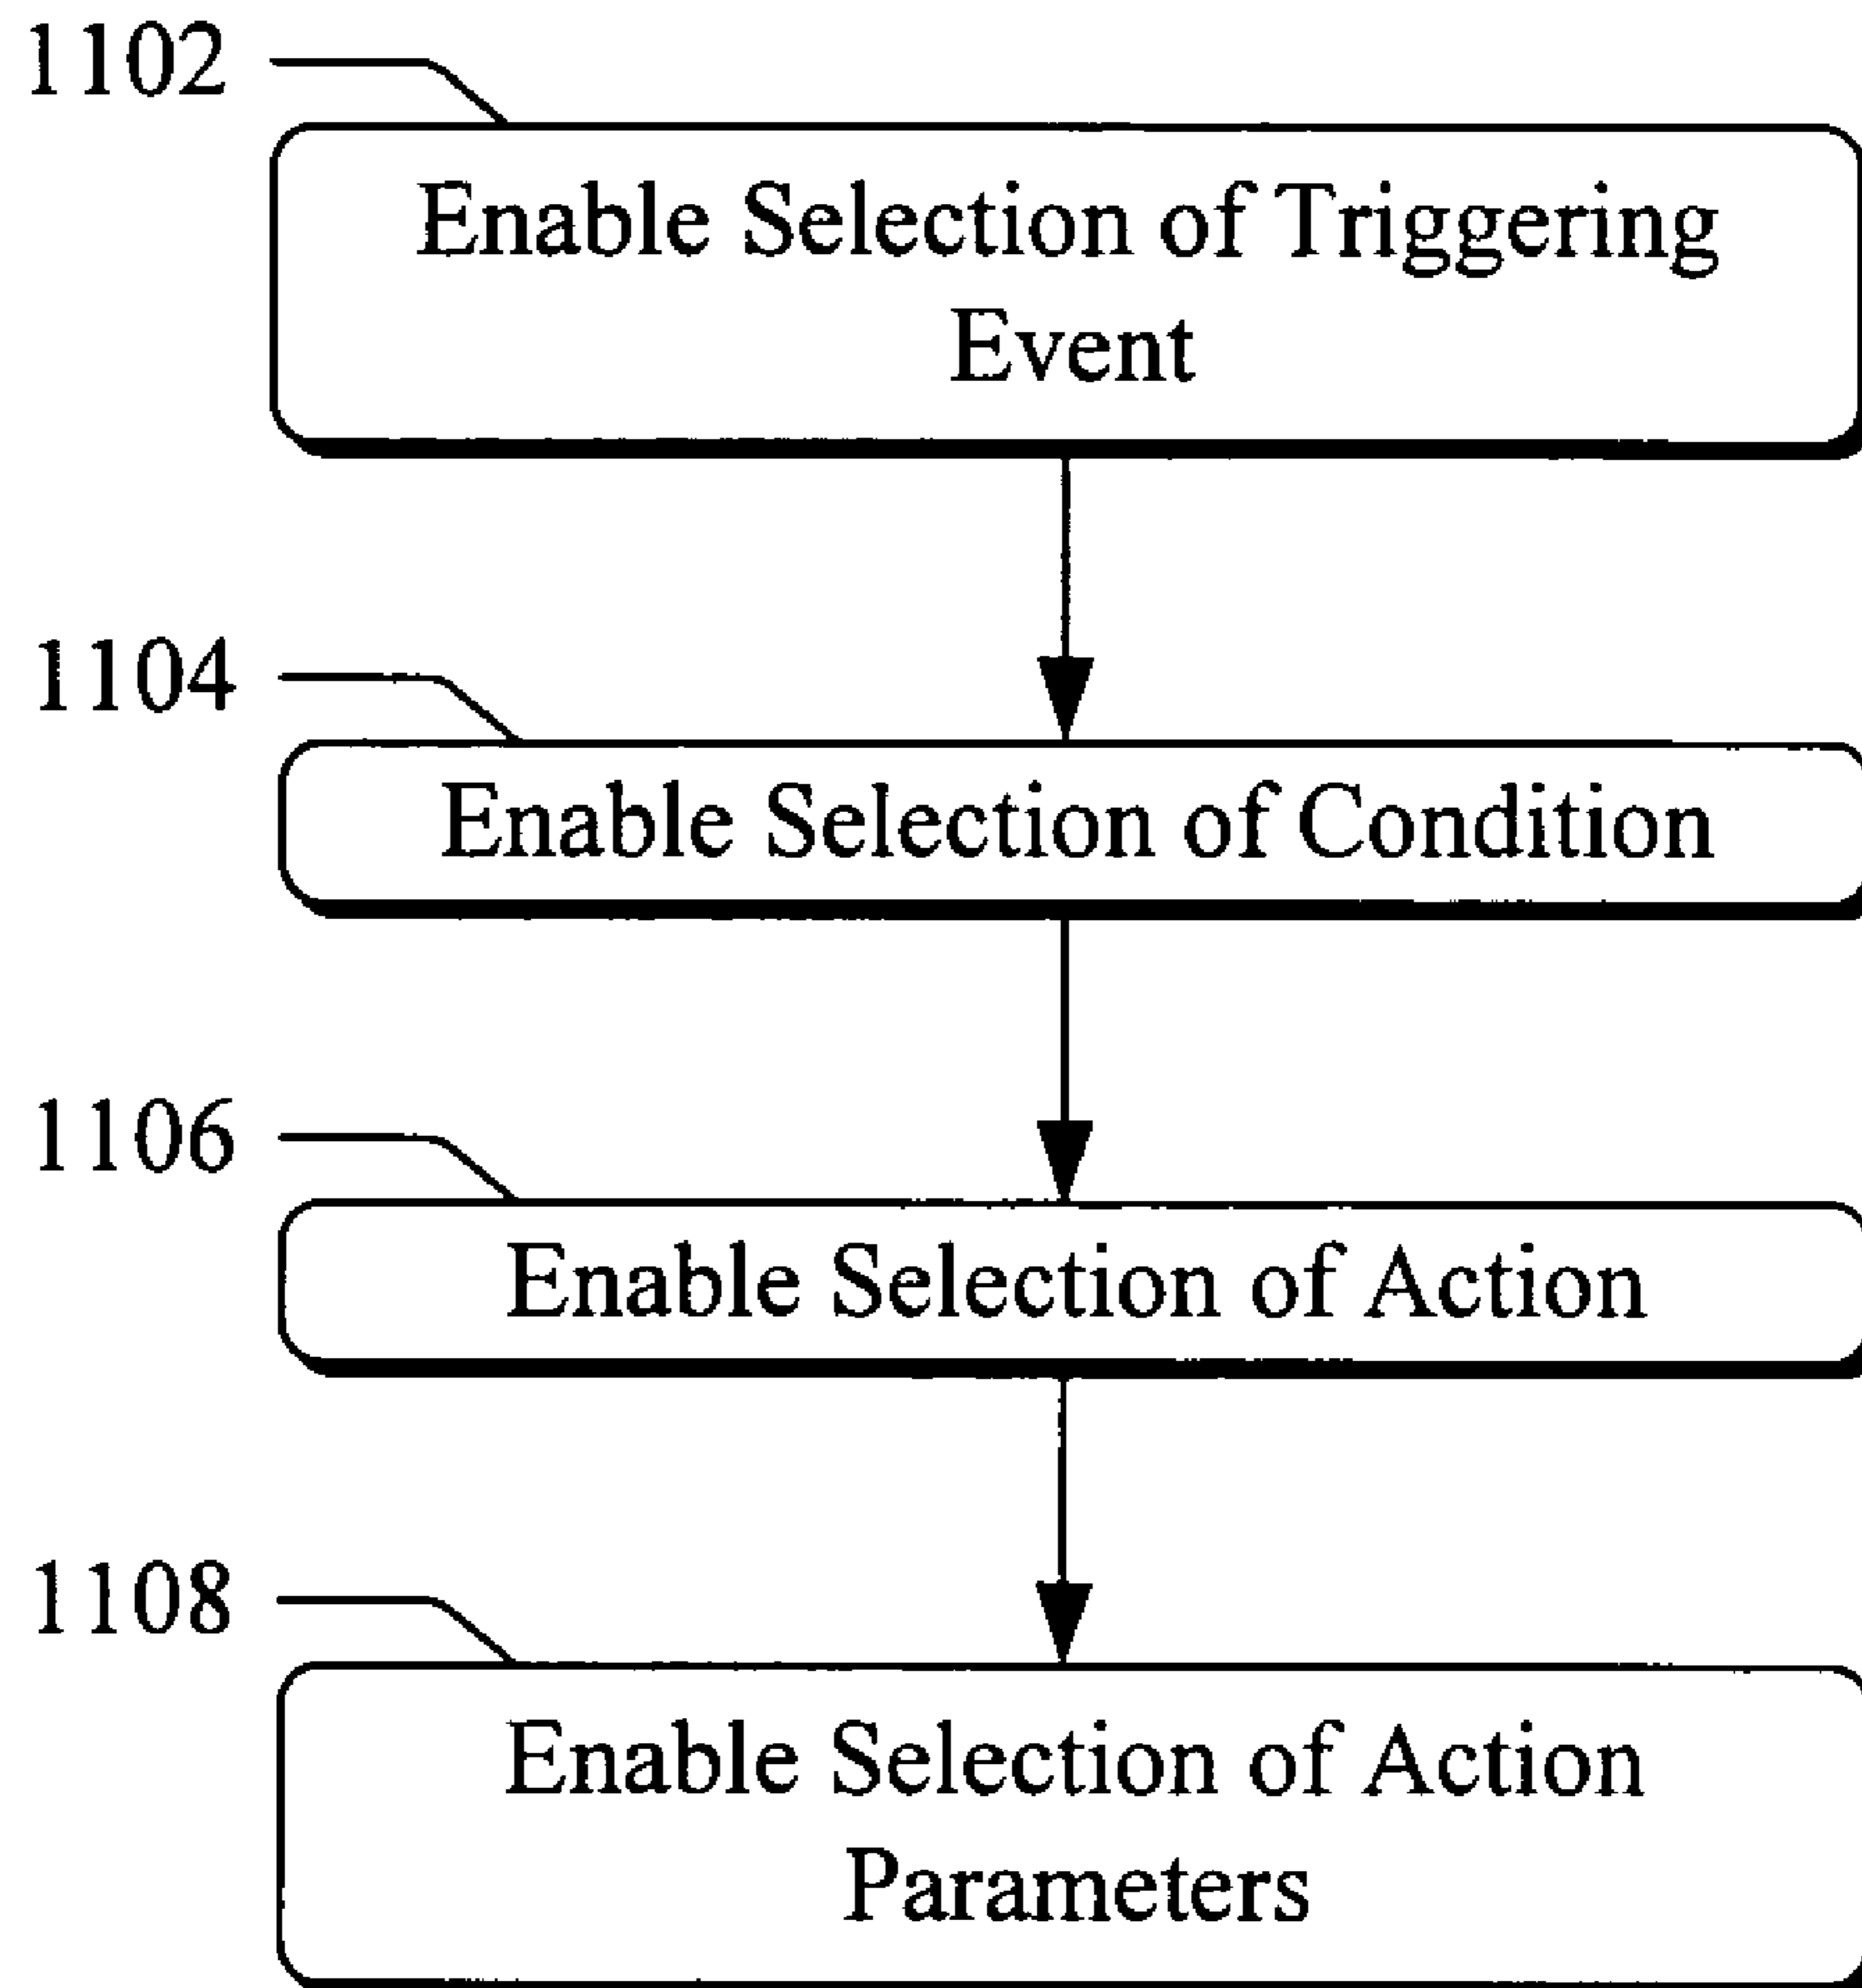 1102
Enable Selection of Triggering
Event
1104
Enable Selection of Condition
1106
Enable Selection of Action
1108
Enable Selection of Action
Parameters